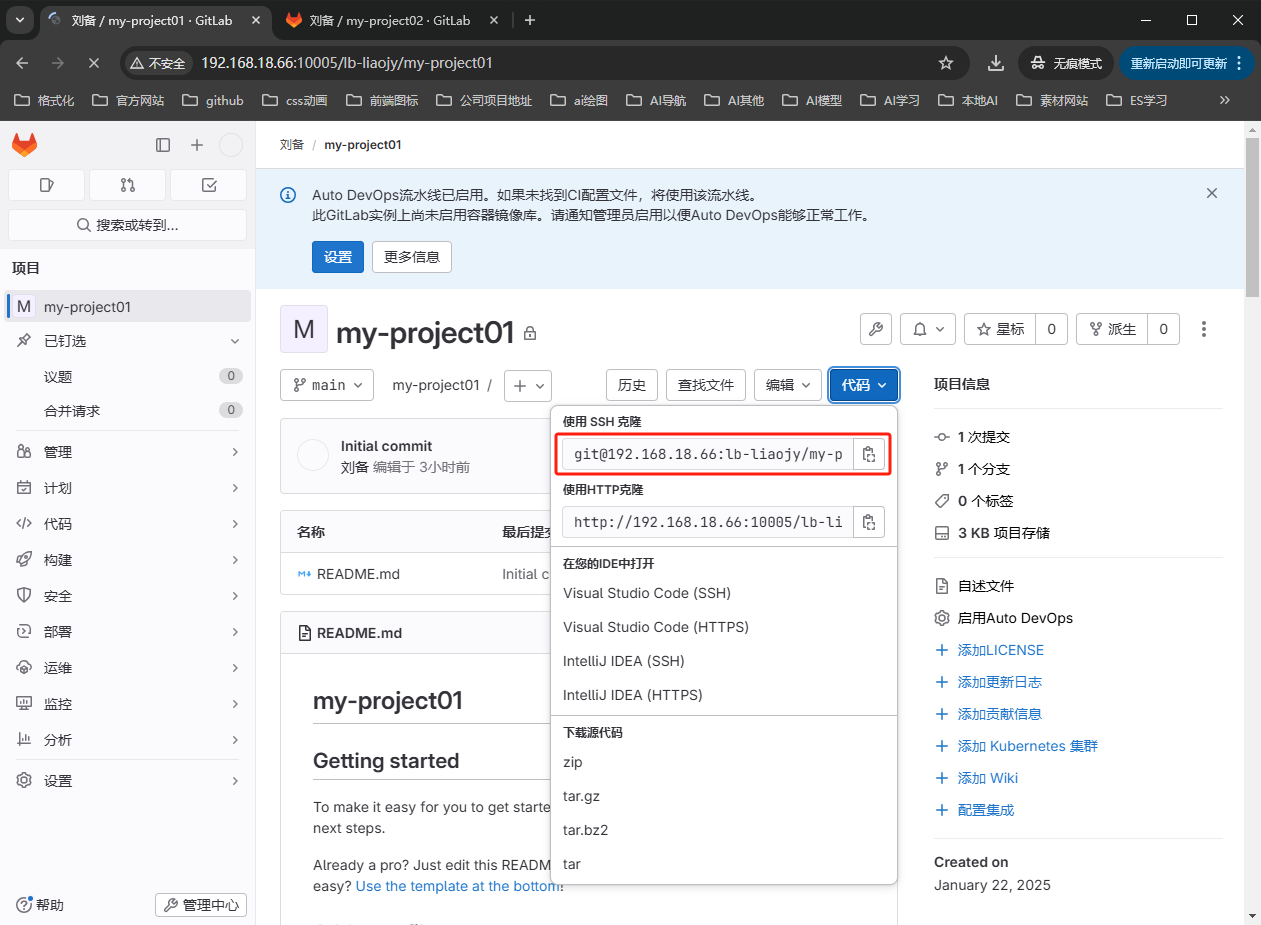 刘备 / my-project01 · GitLab
刘备 / my-project02 · GitLab
不安全
192.168.18.66:10005/lb-liaojy/my-project01
无痕模式
重新启动即可更新
格式化
官方网站
github
css动画
前端图标
公司项目地址
ai绘图
AI导航
AI其他
AI模型
AI学习
本地AI
素材网站
ES学习
搜索或转到...
项目
M my-project01
已钉选
议题 0
合并请求 0
管理
计划
代码
构建
安全
部署
运维
监控
分析
设置
帮助
管理中心
刘备 / my-project01
Auto DevOps流水线已启用。如果未找到CI配置文件，将使用该流水线。
此GitLab实例上尚未启用容器镜像库。请通知管理员启用以便Auto DevOps能够正常工作。
设置
更多信息
M my-project01
星标 0
派生 0
main
my-project01 /
历史
查找文件
编辑
代码
Initial commit
刘备 编辑于 3小时前
名称
最后提交
README.md
Initial c
README.md
my-project01
Getting started
To make it easy for you to get starte
next steps.
Already a pro? Just edit this READM
easy? Use the template at the bottom!
使用 SSH 克隆
git@192.168.18.66:lb-liaojy/my-p
使用HTTP克隆
http://192.168.18.66:10005/lb-li
在您的IDE中打开
Visual Studio Code (SSH)
Visual Studio Code (HTTPS)
IntelliJ IDEA (SSH)
IntelliJ IDEA (HTTPS)
下载源代码
zip
tar.gz
tar.bz2
tar
项目信息
1 次提交
1 个分支
0 个标签
3 KB 项目存储
自述文件
启用Auto DevOps
添加LICENSE
添加更新日志
添加贡献信息
添加 Kubernetes 集群
添加 Wiki
配置集成
Created on
January 22, 2025